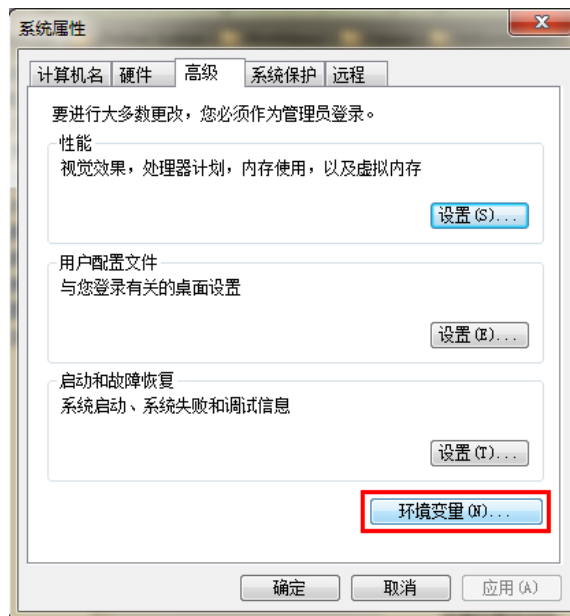 系统属性
计算机名 硬件 高级 系统保护 远程
要进行大多数更改，您必须作为管理员登录。
性能
视觉效果，处理器计划，内存使用，以及虚拟内存
设置(S)...
用户配置文件
与您登录有关的桌面设置
设置(E)...
启动和故障恢复
系统启动、系统失败和调试信息
设置(T)...
环境变量(N)...
确定 取消 应用(A)